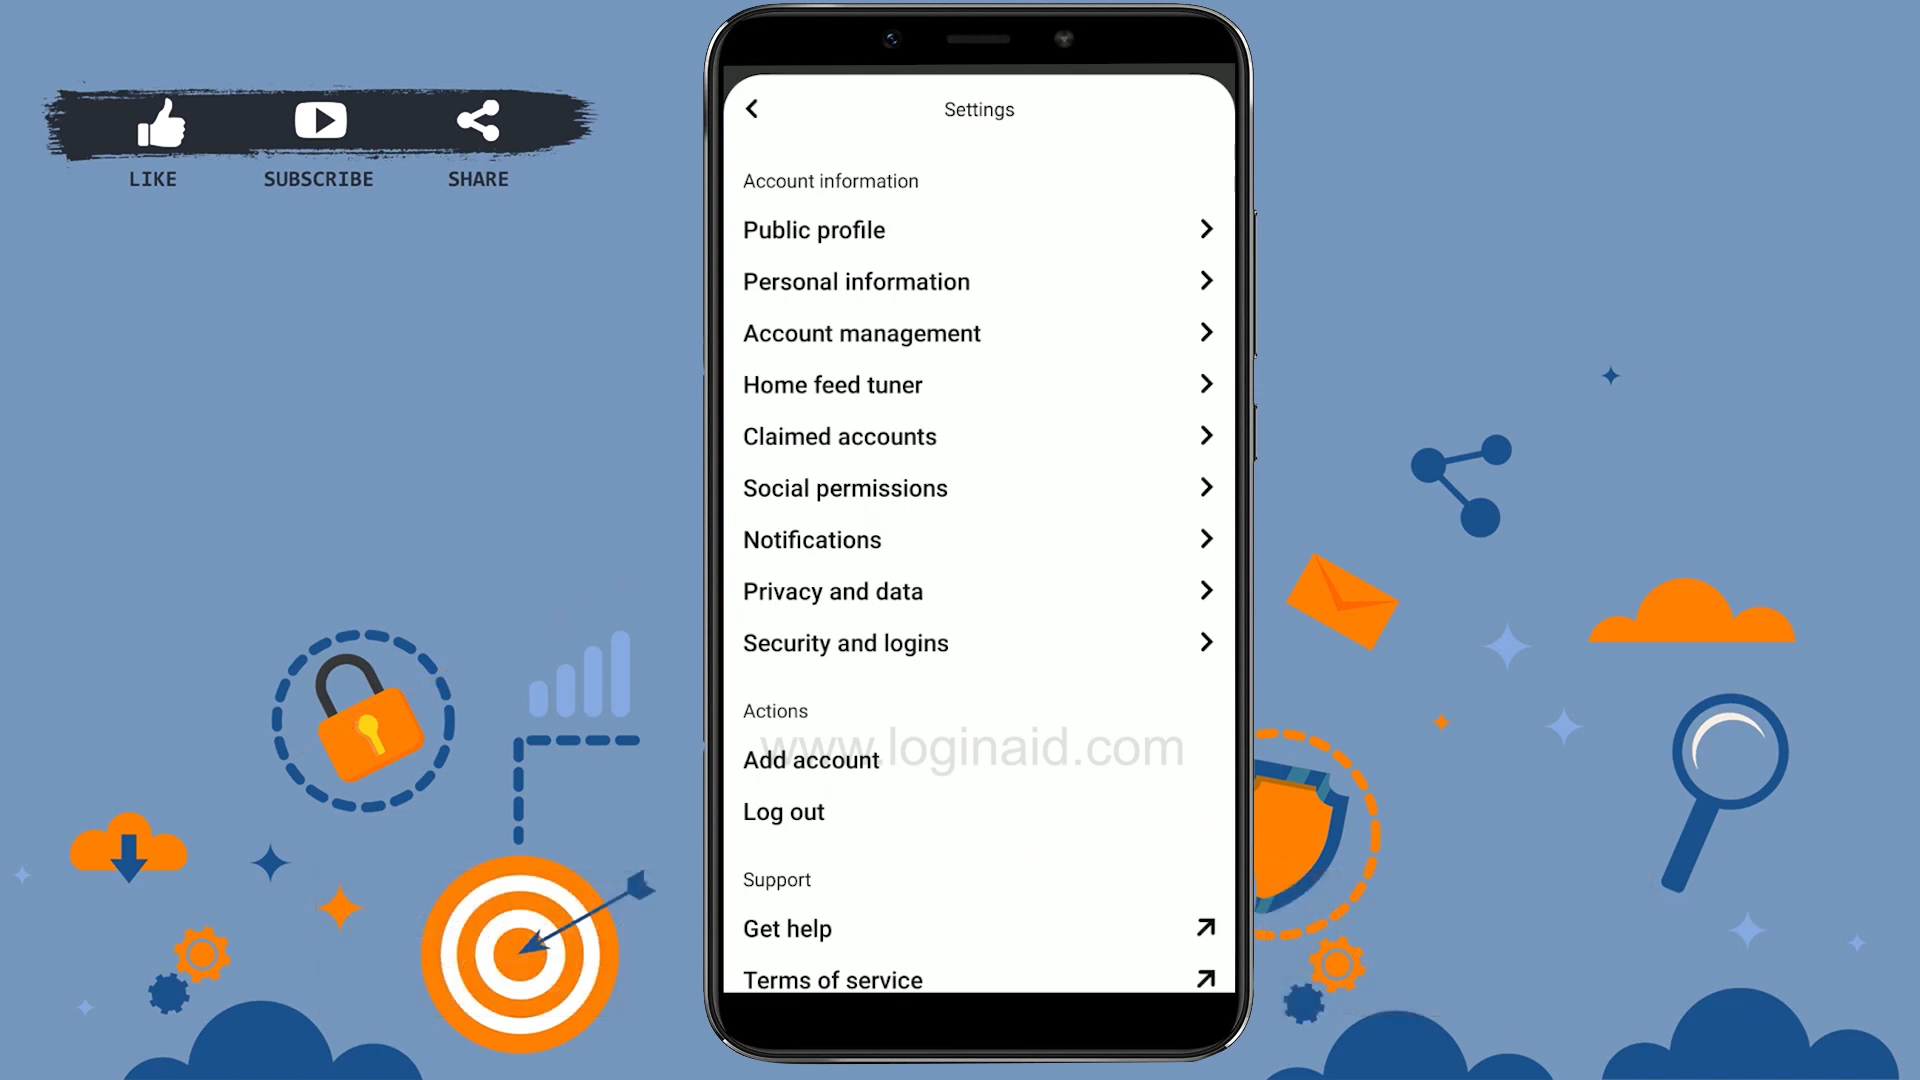 LIKE SUBSCRIBE SHARE
Settings
Account information
Public profile
Personal information
Account management
Home feed tuner
Claimed accounts
Social permissions
Notifications
Privacy and data
Security and logins
Actions
www.loginaid.com
Add account
Log out
Support
Get help
Terms of service